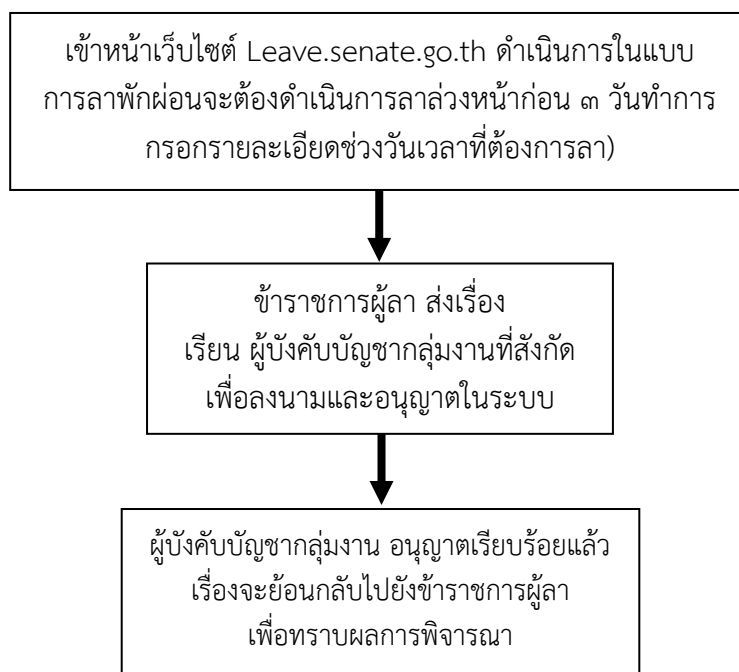 เข้าหน้าเว็บไซต์ Leave.senate.go.th ดำเนินการในแบบ
การลาพักผ่อนจะต้องดำเนินการลาล่วงหน้าก่อน ๓ วันทำการ
กรอกรายละเอียดช่วงวันเวลาที่ต้องการลา)
ข้าราชการผู้ลา ส่งเรื่อง
เรียน ผู้บังคับบัญชากลุ่มงานที่สังกัด
เพื่อลงนามและอนุญาตในระบบ
ผู้บังคับบัญชากลุ่มงาน อนุญาตเรียบร้อยแล้ว
เรื่องจะย้อนกลับไปยังข้าราชการผู้ลา
เพื่อทราบผลการพิจารณา